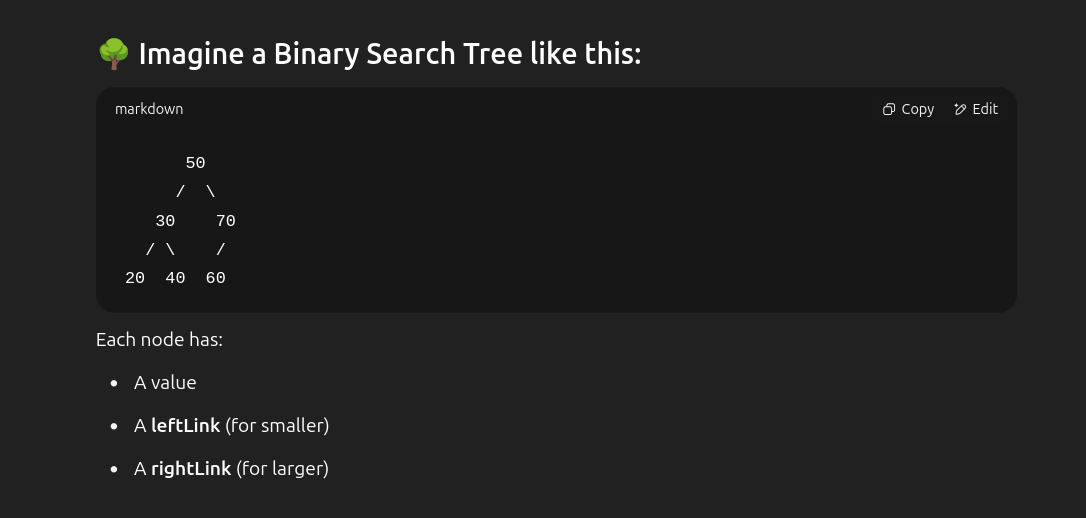 🌳 Imagine a Binary Search Tree like this:
markdown Copy Edit
       50
      /  \
    30    70
   / \    /
 20  40  60
Each node has:
• A value
• A leftLink (for smaller)
• A rightLink (for larger)